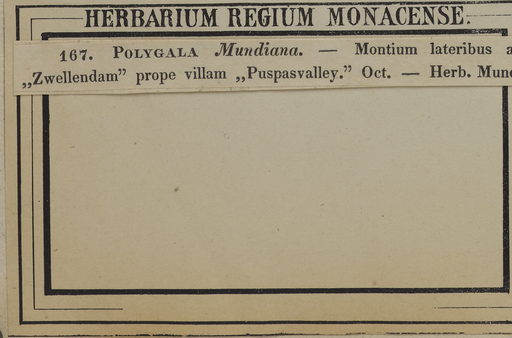 HERBARIUM REGIUM MONACENSE.
167. POLYGALA Mundiana. — Montium lateribus
„Zwellendam” prope villam „Puspasvalley.” Oct. — Herb.